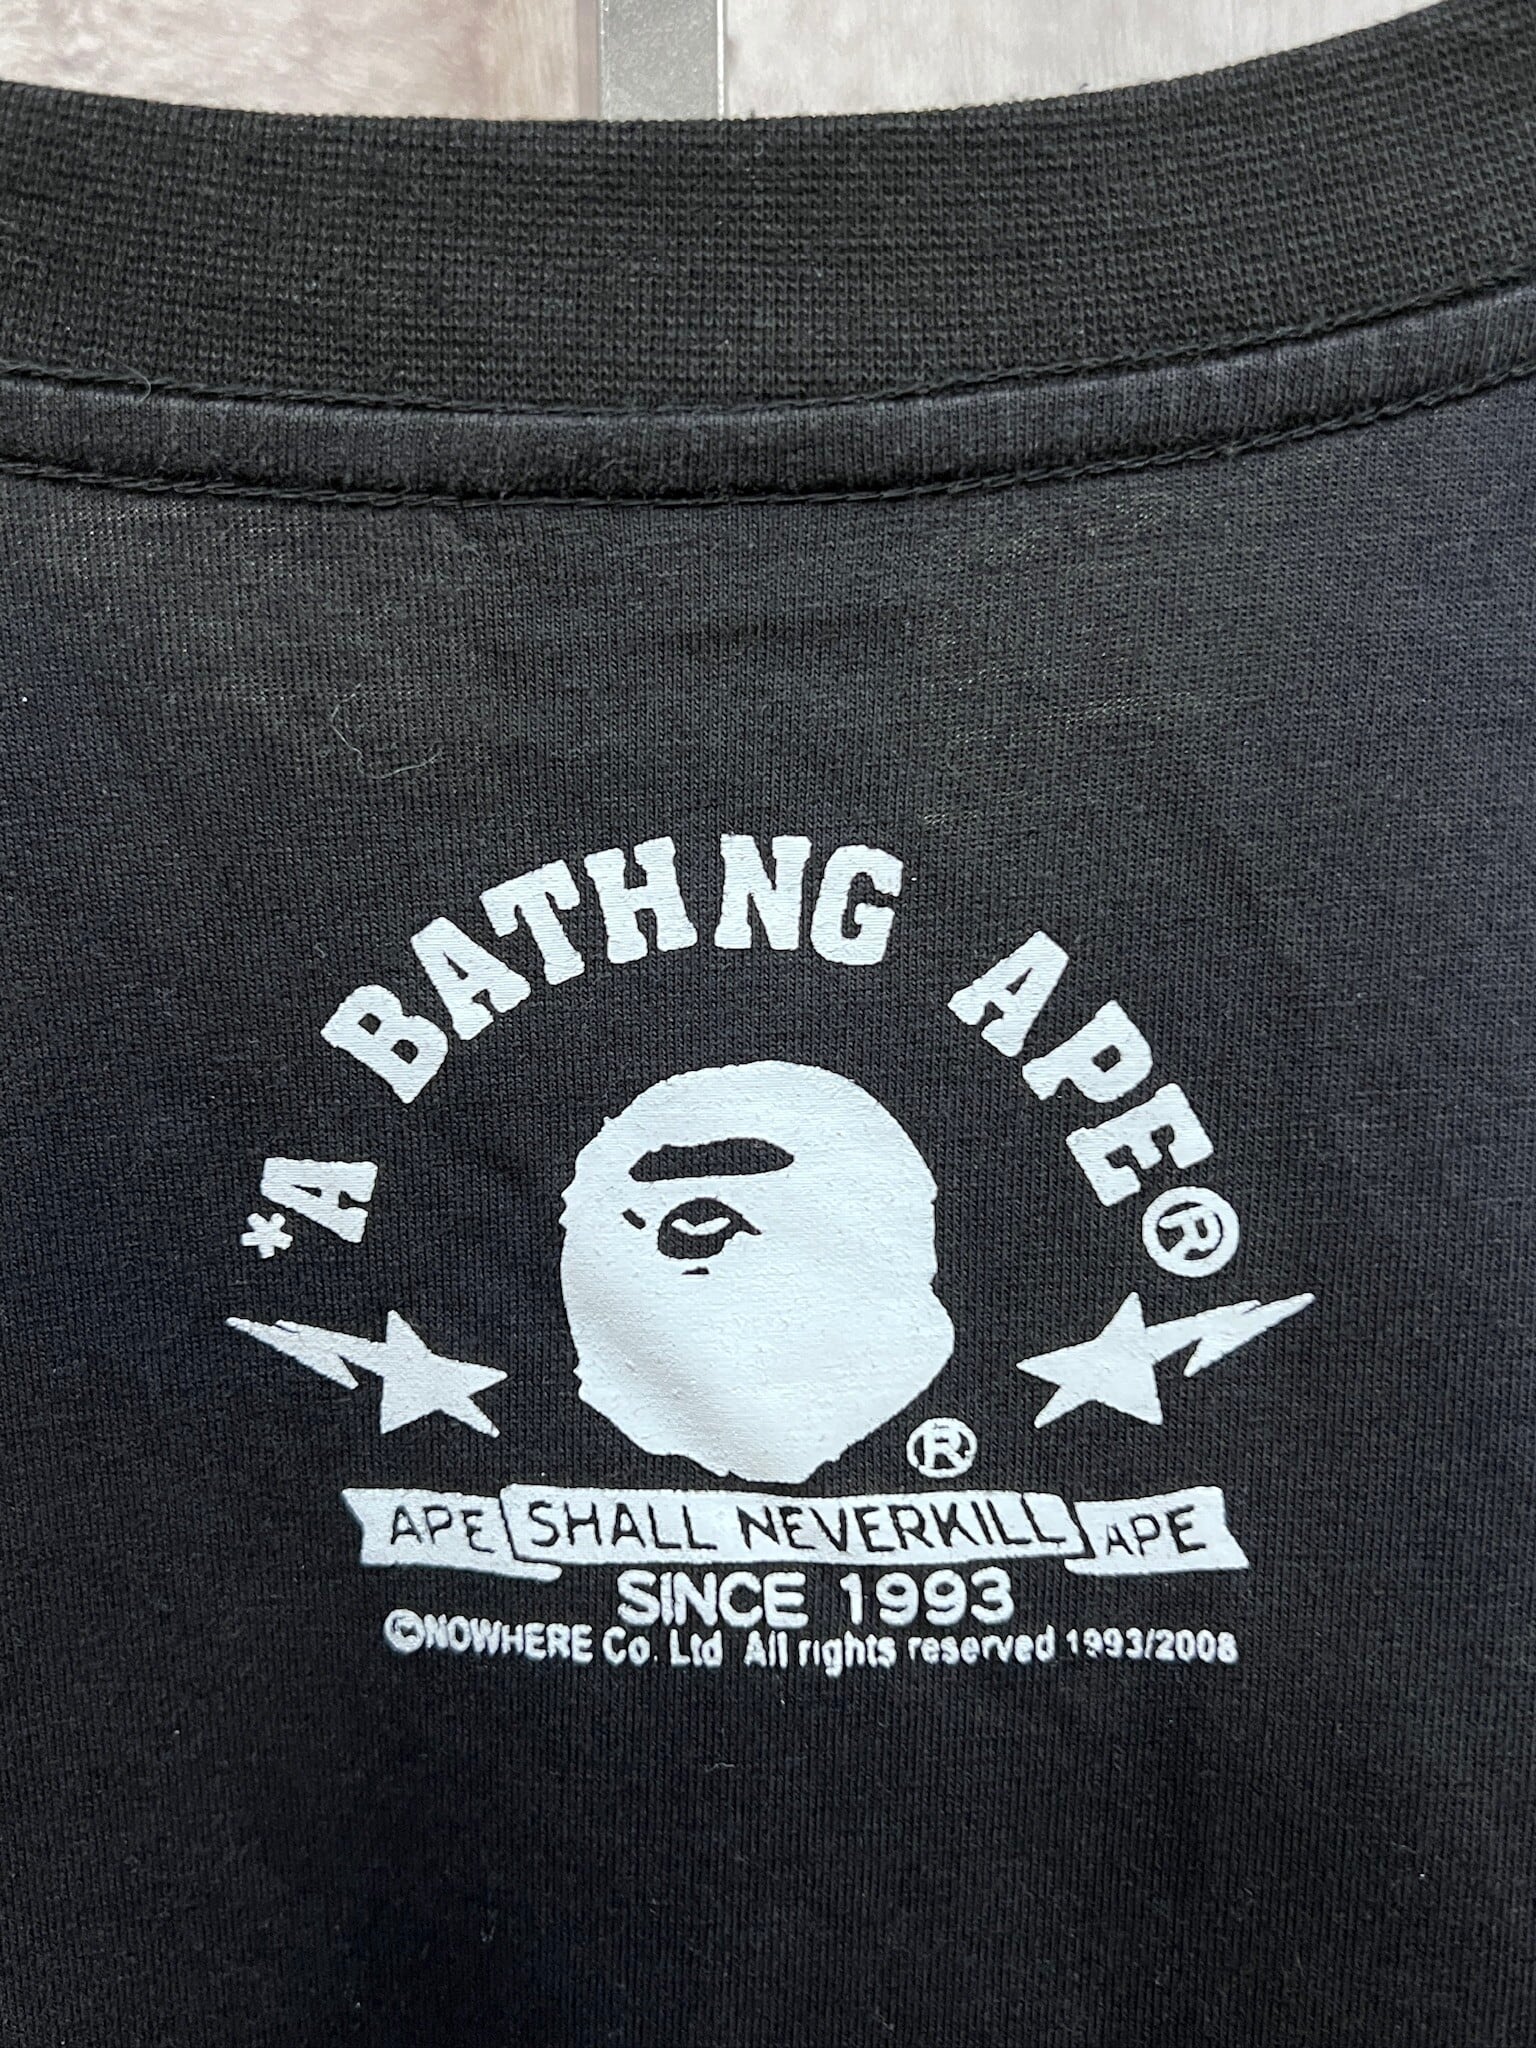 *A BATHNG APE®
®
APE SHALL NEVERKILL APE
SINCE 1993
©NOWHERE Co. Ltd All rights reserved 1993/2008